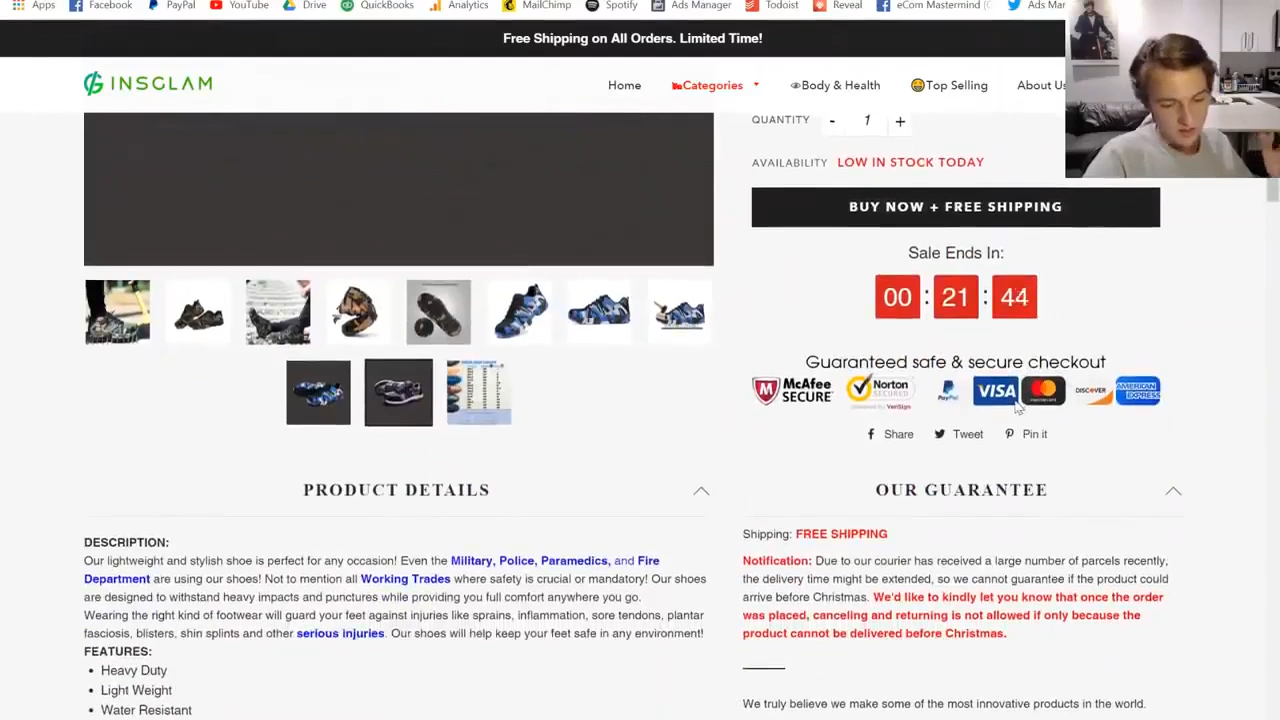 Apps Facebook PayPal YouTube Drive QuickBooks Analytics MailChimp Spotify Ads Manager Todoist Reveal eCom Mastermind ( Ads Mar
Free Shipping on All Orders. Limited Time!
INSGLAM
Home Categories Body & Health Top Selling About Us
QUANTITY - 1 +
AVAILABILITY LOW IN STOCK TODAY
BUY NOW + FREE SHIPPING
Sale Ends In:
00 : 21 : 44
Guaranteed safe & secure checkout
McAfee SECURE Norton SECURED powered by VeriSign PayPal VISA mastercard DISCOVER AMERICAN EXPRESS
Share Tweet Pin it
PRODUCT DETAILS
DESCRIPTION:
Our lightweight and stylish shoe is perfect for any occasion! Even the Military, Police, Paramedics, and Fire
Department are using our shoes! Not to mention all Working Trades where safety is crucial or mandatory! Our shoes
are designed to withstand heavy impacts and punctures while providing you full comfort anywhere you go.
Wearing the right kind of footwear will guard your feet against injuries like sprains, inflammation, sore tendons, plantar
fasciosis, blisters, shin splints and other serious injuries. Our shoes will help keep your feet safe in any environment!
FEATURES:
• Heavy Duty
• Light Weight
• Water Resistant
OUR GUARANTEE
Shipping: FREE SHIPPING
Notification: Due to our courier has received a large number of parcels recently,
the delivery time might be extended, so we cannot guarantee if the product could
arrive before Christmas. We'd like to kindly let you know that once the order
was placed, canceling and returning is not allowed if only because the
product cannot be delivered before Christmas.
We truly believe we make some of the most innovative products in the world.